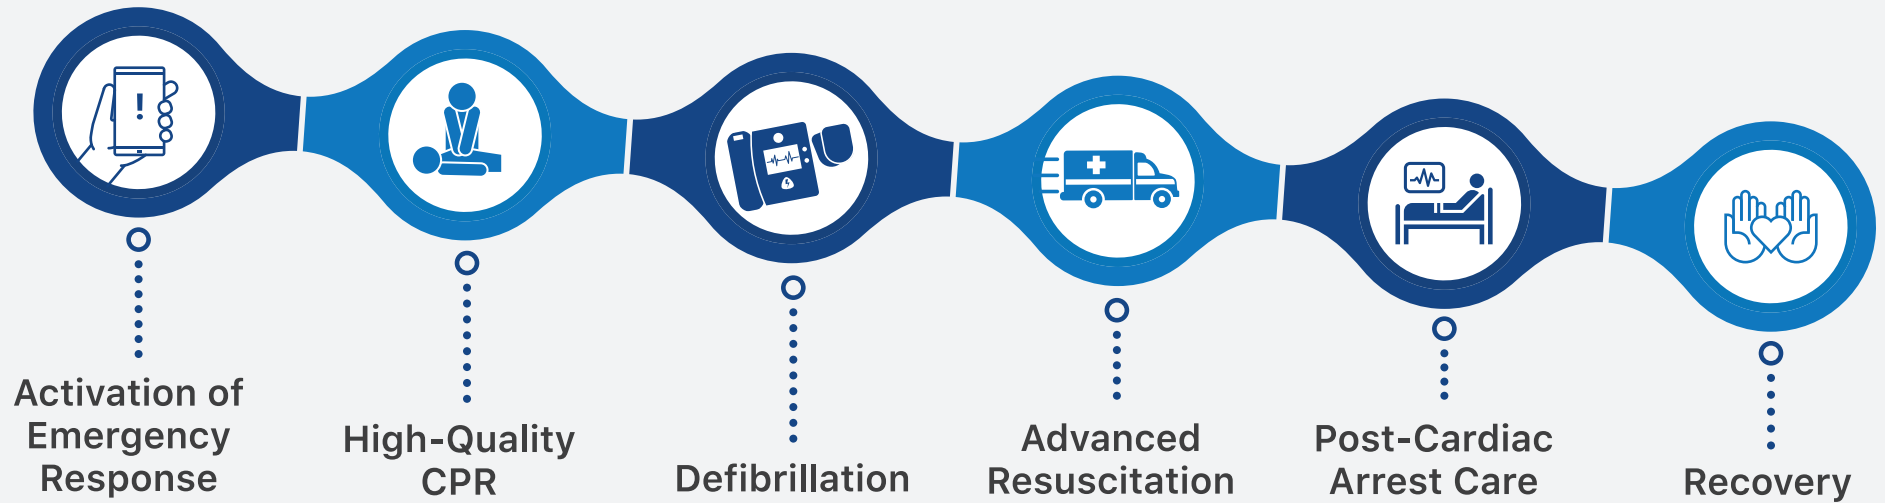 Activation of
Emergency
Response
High-Quality
CPR
Defibrillation
Advanced
Resuscitation
Post-Cardiac
Arrest Care
Recovery
!